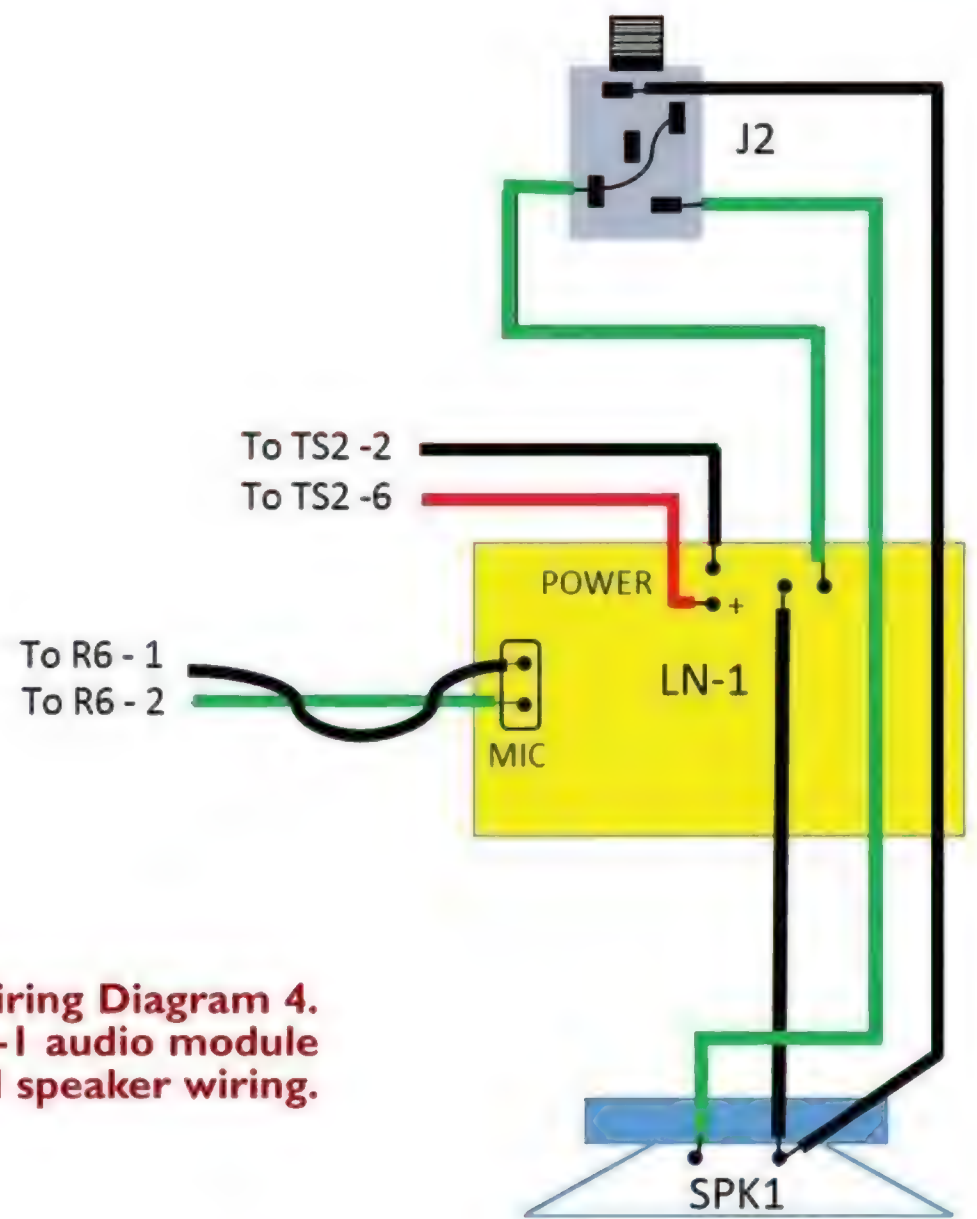 J2
To TS2 -2
To TS2 -6
POWER
+
To R6 - 1
To R6 - 2
LN-1
MIC
Diagram 4.
audio module
speaker wiring.
SPK1